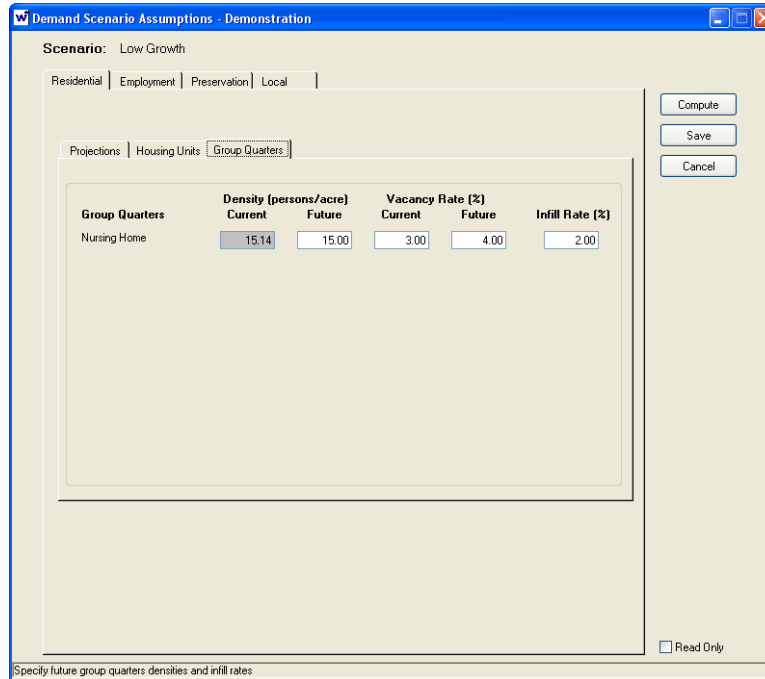 W Demand Scenario Assumptions - Demonstration
Scenario: Low Growth
Residential Employment Preservation Local
Compute
Save
Cancel
Projections Housing Units Group Quarters
Density (persons/acre) Vacancy Rate (%)
Group Quarters Current Future Current Future Infill Rate (%)
Nursing Home 15.14 15.00 3.00 4.00 2.00
Read Only
Specify future group quarters densities and infill rates